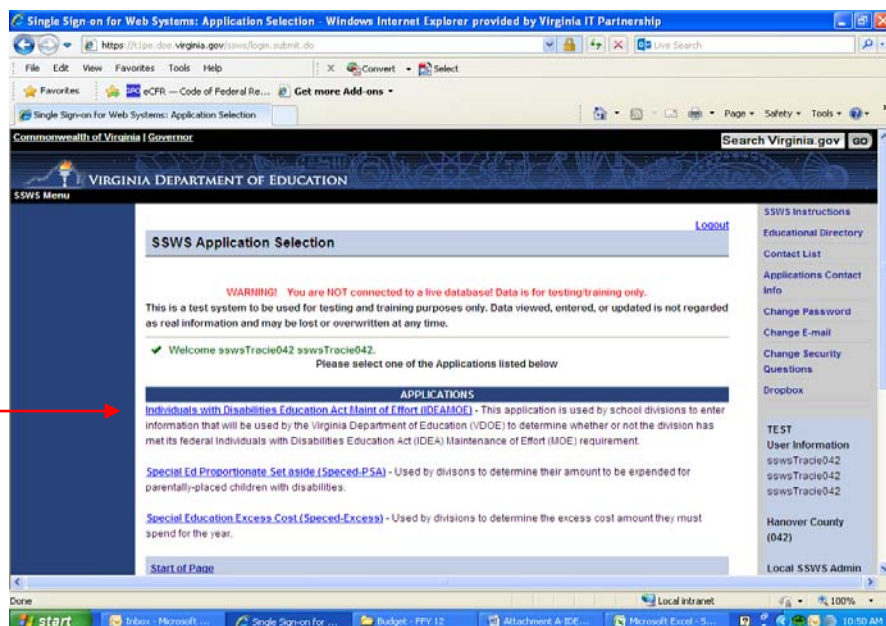 Single Sign-on for Web Systems: Application Selection - Windows Internet Explorer provided by Virginia IT Partnership
https://t1pe.doe.virginia.gov/ssws/login.submit.do
Live Search
File Edit View Favorites Tools Help
X Convert Select
Favorites eCFR — Code of Federal Re... Get more Add-ons
Single Sign-on for Web Systems: Application Selection
Page Safety Tools
Commonwealth of Virginia | Governor
Search Virginia.gov GO
VIRGINIA DEPARTMENT OF EDUCATION
SSWS Menu
Logout
SSWS Application Selection
WARNING! You are NOT connected to a live database! Data is for testing/training only.
This is a test system to be used for testing and training purposes only. Data viewed, entered, or updated is not regarded
as real information and may be lost or overwritten at any time.
Welcome sswsTracie042 sswsTracie042.
Please select one of the Applications listed below
APPLICATIONS
Individuals with Disabilities Education Act Maint of Effort (IDEAMOE) - This application is used by school divisions to enter
information that will be used by the Virginia Department of Education (VDOE) to determine whether or not the division has
met its federal Individuals with Disabilities Education Act (IDEA) Maintenance of Effort (MOE) requirement.
Special Ed Proportionate Set aside (Speced-PSA) - Used by divisons to determine their amount to be expended for
parentally-placed children with disabilities.
Special Education Excess Cost (Speced-Excess) - Used by divisions to determine the excess cost amount they must
spend for the year.
Start of Page
SSWS Instructions
Educational Directory
Contact List
Applications Contact
Info
Change Password
Change E-mail
Change Security
Questions
Dropbox
TEST
User Information
sswsTracie042
sswsTracie042
sswsTracie042
Hanover County
(042)
Local SSWS Admin
Done
Local intranet
100%
start
Inbox - Microsoft ...
Single Sign-on for ...
Budget - FFY 12
Attachment A-IDE...
Microsoft Excel - S...
10:50 AM